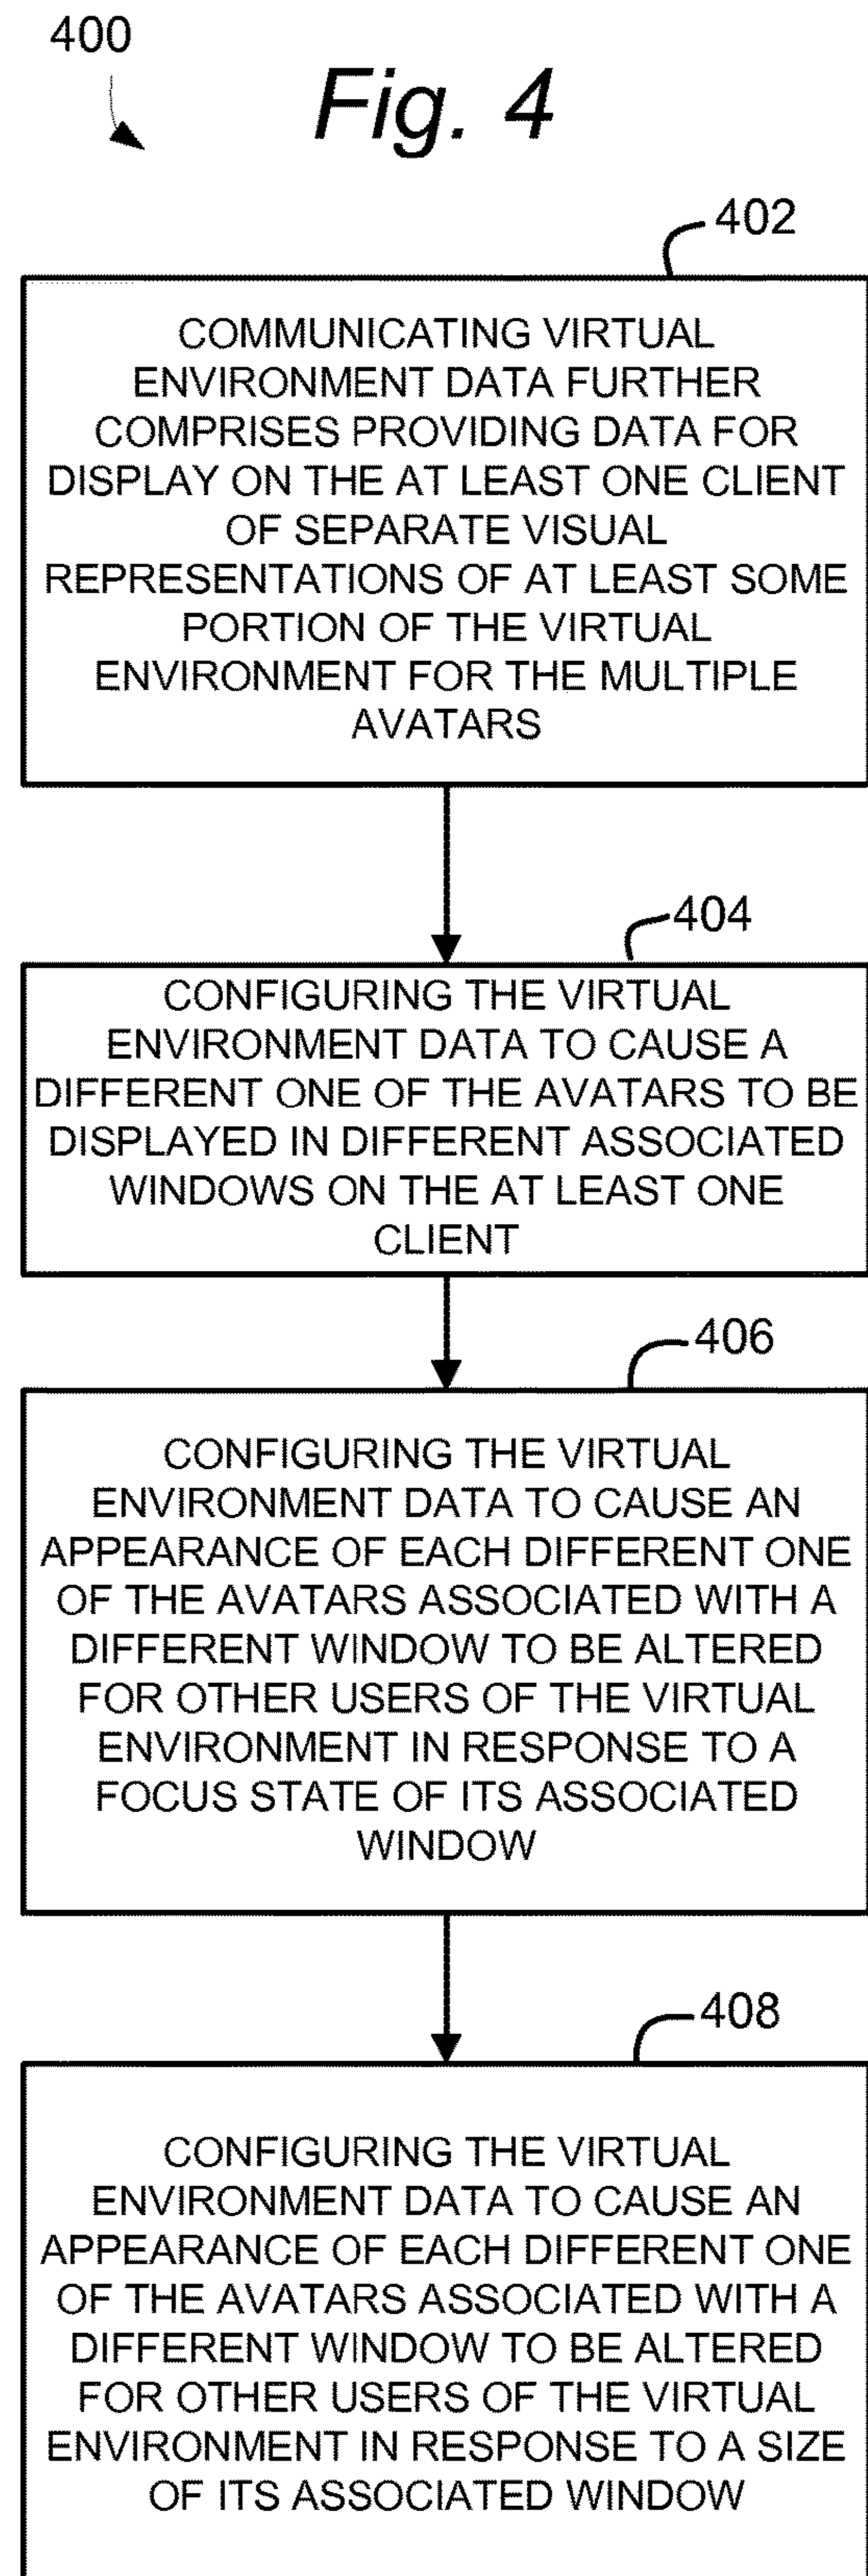 400
Fig. 4
402
COMMUNICATING VIRTUAL
ENVIRONMENT DATA FURTHER
COMPRISES PROVIDING DATA FOR
DISPLAY ON THE AT LEAST ONE CLIENT
OF SEPARATE VISUAL
REPRESENTATIONS OF AT LEAST SOME
PORTION OF THE VIRTUAL
ENVIRONMENT FOR THE MULTIPLE
AVATARS
404
CONFIGURING THE VIRTUAL
ENVIRONMENT DATA TO CAUSE A
DIFFERENT ONE OF THE AVATARS TO BE
DISPLAYED IN DIFFERENT ASSOCIATED
WINDOWS ON THE AT LEAST ONE
CLIENT
406
CONFIGURING THE VIRTUAL
ENVIRONMENT DATA TO CAUSE AN
APPEARANCE OF EACH DIFFERENT ONE
OF THE AVATARS ASSOCIATED WITH A
DIFFERENT WINDOW TO BE ALTERED
FOR OTHER USERS OF THE VIRTUAL
ENVIRONMENT IN RESPONSE TO A
FOCUS STATE OF ITS ASSOCIATED
WINDOW
408
CONFIGURING THE VIRTUAL
ENVIRONMENT DATA TO CAUSE AN
APPEARANCE OF EACH DIFFERENT ONE
OF THE AVATARS ASSOCIATED WITH A
DIFFERENT WINDOW TO BE ALTERED
FOR OTHER USERS OF THE VIRTUAL
ENVIRONMENT IN RESPONSE TO A SIZE
OF ITS ASSOCIATED WINDOW